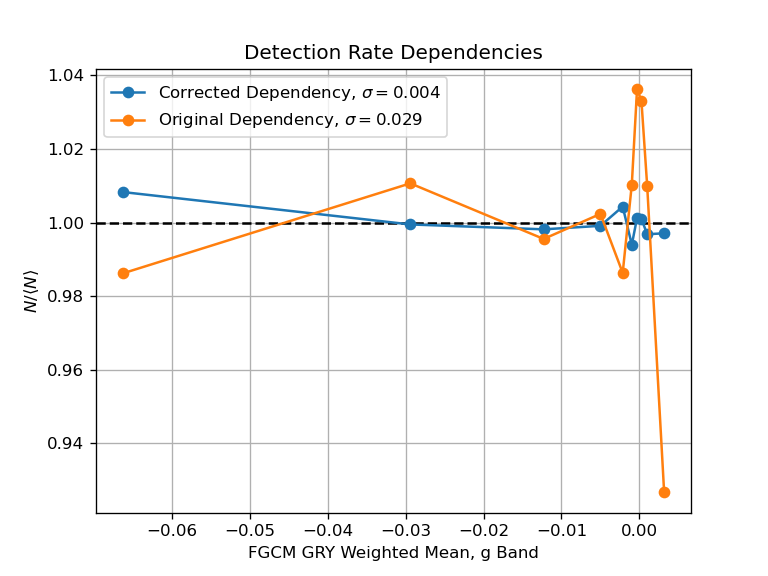 Detection Rate Dependencies
Corrected Dependency, σ = 0.004
Original Dependency, σ = 0.029
1.04
1.02
1.00
0.98
0.96
0.94
N/⟨N⟩
−0.06 −0.05 −0.04 −0.03 −0.02 −0.01 0.00
FGCM GRY Weighted Mean, g Band